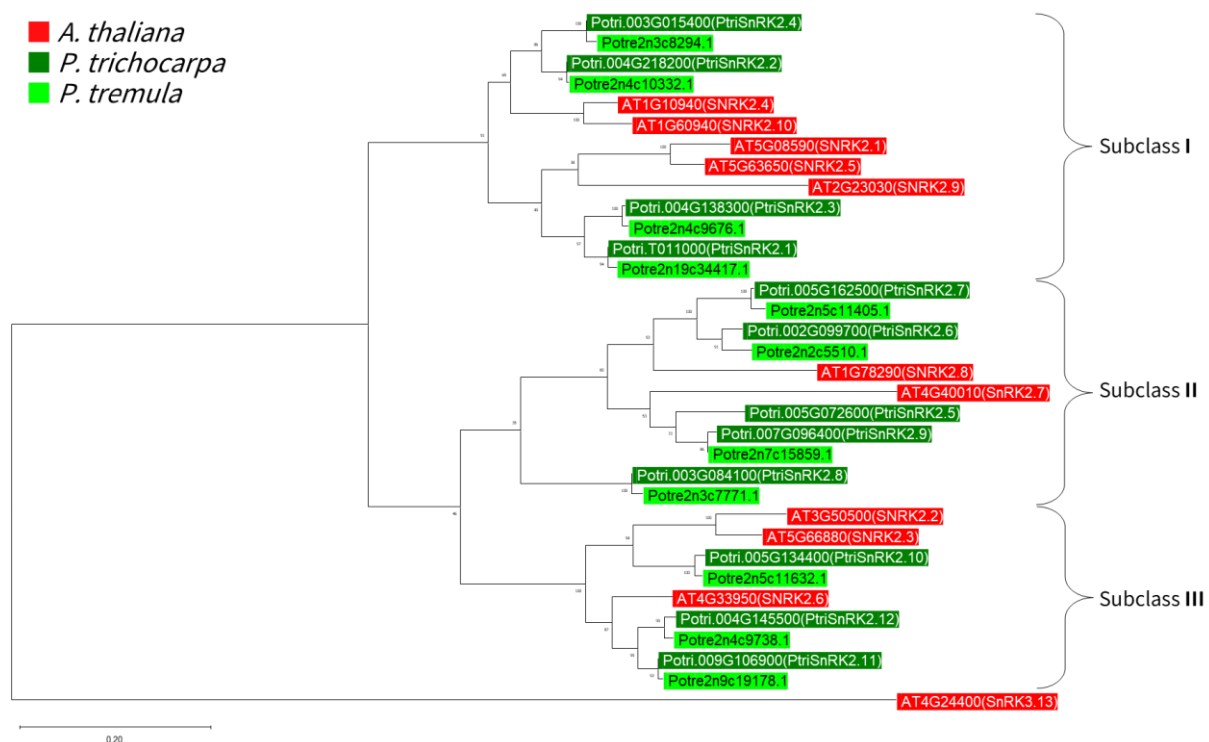 A. thaliana
P. trichocarpa
P. tremula
Potri.003G015400(PtriSnRK2.4)
Potre2n3c8294.1
Potri.004G218200(PtriSnRK2.2)
Potre2n4c10332.1
AT1G10940(SNRK2.4)
AT1G60940(SNRK2.10)
AT5G08590(SNRK2.1)
AT5G63650(SNRK2.5)
AT2G23030(SNRK2.9)
Potri.004G138300(PtriSnRK2.3)
Potre2n4c9676.1
Potri.T011000(PtriSnRK2.1)
Potre2n19c34417.1
Subclass I
Potri.005G162500(PtriSnRK2.7)
Potre2n5c11405.1
Potri.002G099700(PtriSnRK2.6)
Potre2n2c5510.1
AT1G78290(SNRK2.8)
AT4G40010(SnRK2.7)
Potri.005G072600(PtriSnRK2.5)
Potri.007G096400(PtriSnRK2.9)
Potre2n7c15859.1
Potri.003G084100(PtriSnRK2.8)
Potre2n3c7771.1
Subclass II
AT3G50500(SNRK2.2)
AT5G66880(SNRK2.3)
Potri.005G134400(PtriSnRK2.10)
Potre2n5c11632.1
AT4G33950(SNRK2.6)
Potri.004G145500(PtriSnRK2.12)
Potre2n4c9738.1
Potri.009G106900(PtriSnRK2.11)
Potre2n9c19178.1
Subclass III
AT4G24400(SnRK3.13)
0.20